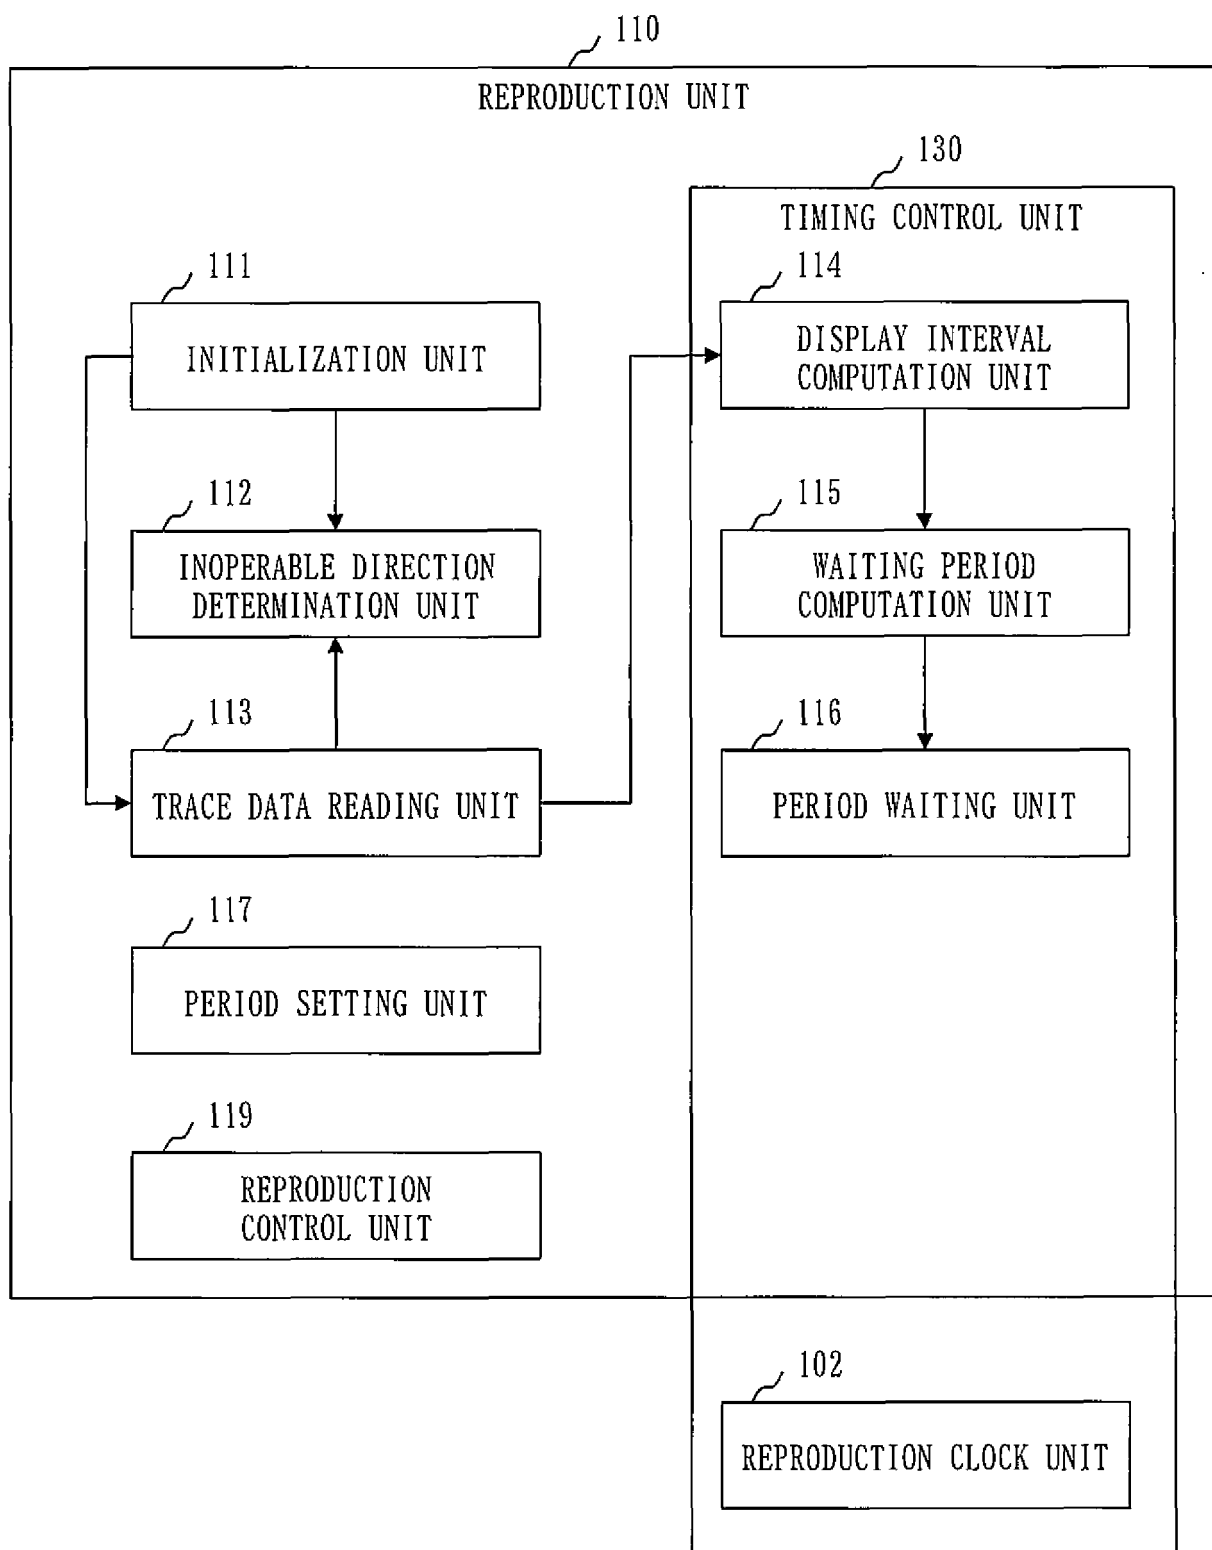 110
REPRODUCTION UNIT
130
TIMING CONTROL UNIT
111
INITIALIZATION UNIT
114
DISPLAY INTERVAL
COMPUTATION UNIT
112
INOPERABLE DIRECTION
DETERMINATION UNIT
115
WAITING PERIOD
COMPUTATION UNIT
113
TRACE DATA READING UNIT
116
PERIOD WAITING UNIT
117
PERIOD SETTING UNIT
119
REPRODUCTION
CONTROL UNIT
102
REPRODUCTION CLOCK UNIT